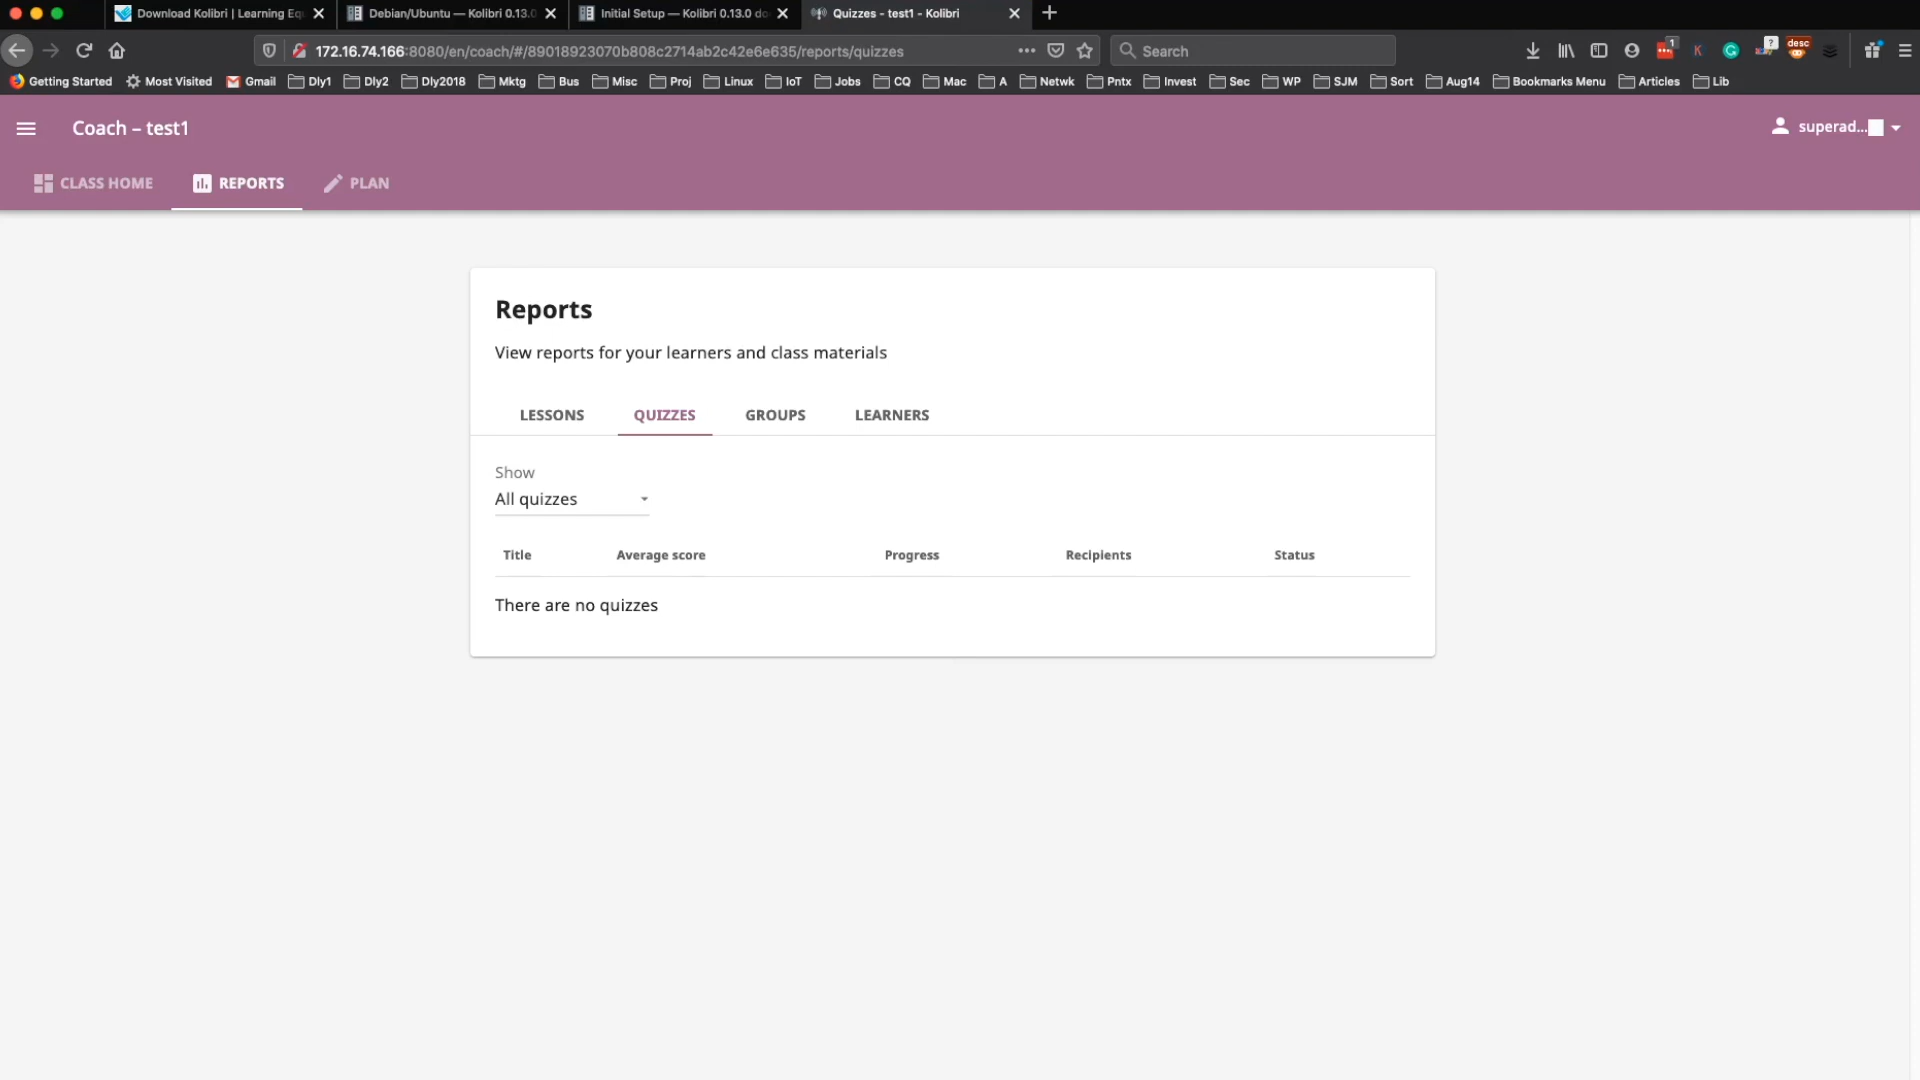 Download Kolibri | Learning Eq
Debian/Ubuntu — Kolibri 0.13.0
Initial Setup — Kolibri 0.13.0 do
Quizzes - test1 - Kolibri
172.16.74.166:8080/en/coach/#/89018923070b808c2714ab2c42e6e635/reports/quizzes
Search
1
K
?
desc
Getting Started
Most Visited
Gmail
Dly1
Dly2
Dly2018
Mktg
Bus
Misc
Proj
Linux
IoT
Jobs
CQ
Mac
A
Netwk
Pntx
Invest
Sec
WP
SJM
Sort
Aug14
Bookmarks Menu
Articles
Lib
Coach – test1
superad...
CLASS HOME
REPORTS
PLAN
Reports
View reports for your learners and class materials
LESSONS
QUIZZES
GROUPS
LEARNERS
Show
All quizzes
Title
Average score
Progress
Recipients
Status
There are no quizzes